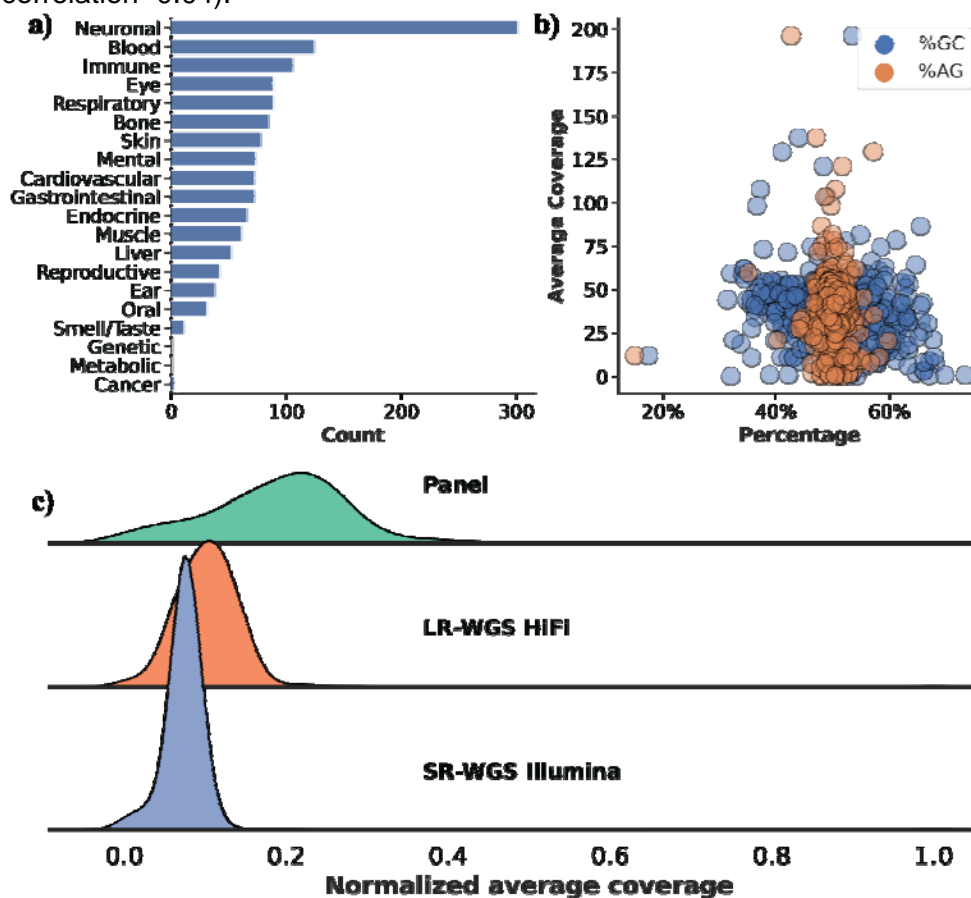 correlation -0.04).
a)
Neuronal
Blood
Immune
Eye
Respiratory
Bone
Skin
Mental
Cardiovascular
Gastrointestinal
Endocrine
Muscle
Liver
Reproductive
Ear
Oral
Smell/Taste
Genetic
Metabolic
Cancer
0 100 200 300
Count
b)
%GC
%AG
200
175
150
125
100
75
50
25
0
Average Coverage
20% 40% 60%
Percentage
c)
Panel
LR-WGS HiFi
SR-WGS Illumina
0.0 0.2 0.4 0.6 0.8 1.0
Normalized average coverage